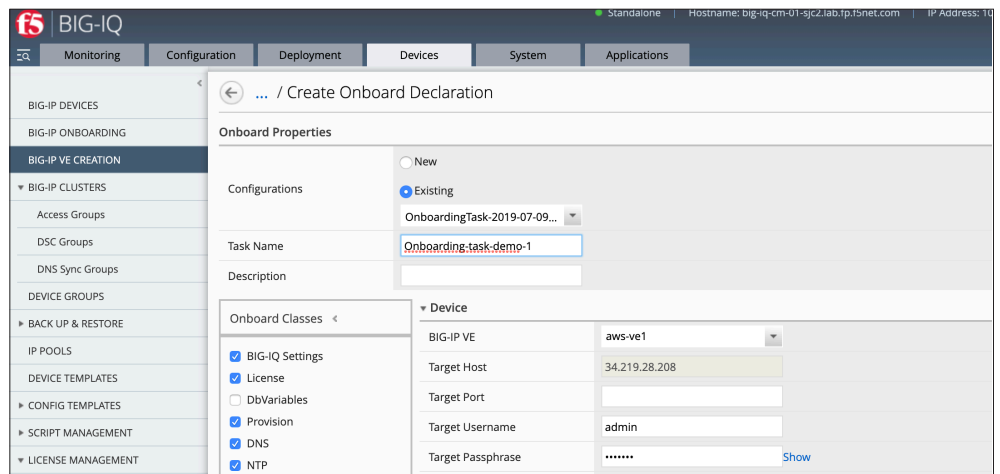 f5 BIG-IQ
Standalone | Hostname: big-iq-cm-01-sjc2.lab.fp.f5net.com | IP Address: 10
Monitoring Configuration Deployment Devices System Applications
BIG-IP DEVICES
BIG-IP ONBOARDING
BIG-IP VE CREATION
BIG-IP CLUSTERS
Access Groups
DSC Groups
DNS Sync Groups
DEVICE GROUPS
BACK UP & RESTORE
IP POOLS
DEVICE TEMPLATES
CONFIG TEMPLATES
SCRIPT MANAGEMENT
LICENSE MANAGEMENT
... / Create Onboard Declaration
Onboard Properties
Configurations
New
Existing
OnboardingTask-2019-07-09...
Task Name Onboarding-task-demo-1
Description
Onboard Classes
BIG-IQ Settings
License
DbVariables
Provision
DNS
NTP
Device
BIG-IP VE aws-ve1
Target Host 34.219.28.208
Target Port
Target Username admin
Target Passphrase ••••••• Show